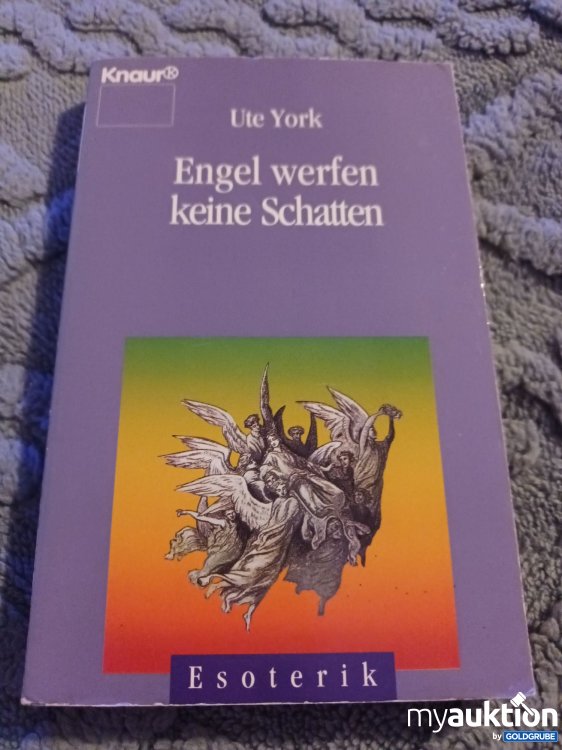 Knaur®
Ute York
Engel werfen
keine Schatten
Esoterik
myauktion
by GOLDGRUBE